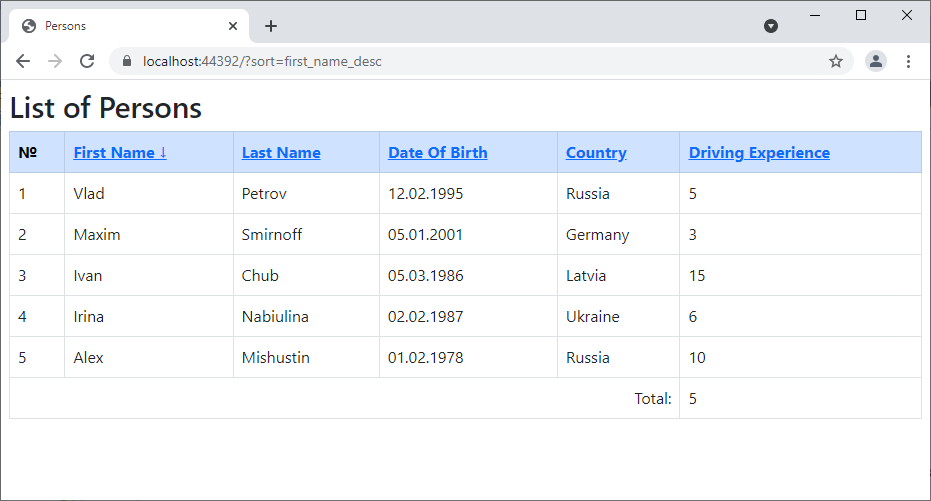 Persons
localhost:44392/?sort=first_name_desc
List of Persons
№ First Name ↓ Last Name Date Of Birth Country Driving Experience
1 Vlad Petrov 12.02.1995 Russia 5
2 Maxim Smirnoff 05.01.2001 Germany 3
3 Ivan Chub 05.03.1986 Latvia 15
4 Irina Nabiulina 02.02.1987 Ukraine 6
5 Alex Mishustin 01.02.1978 Russia 10
Total: 5